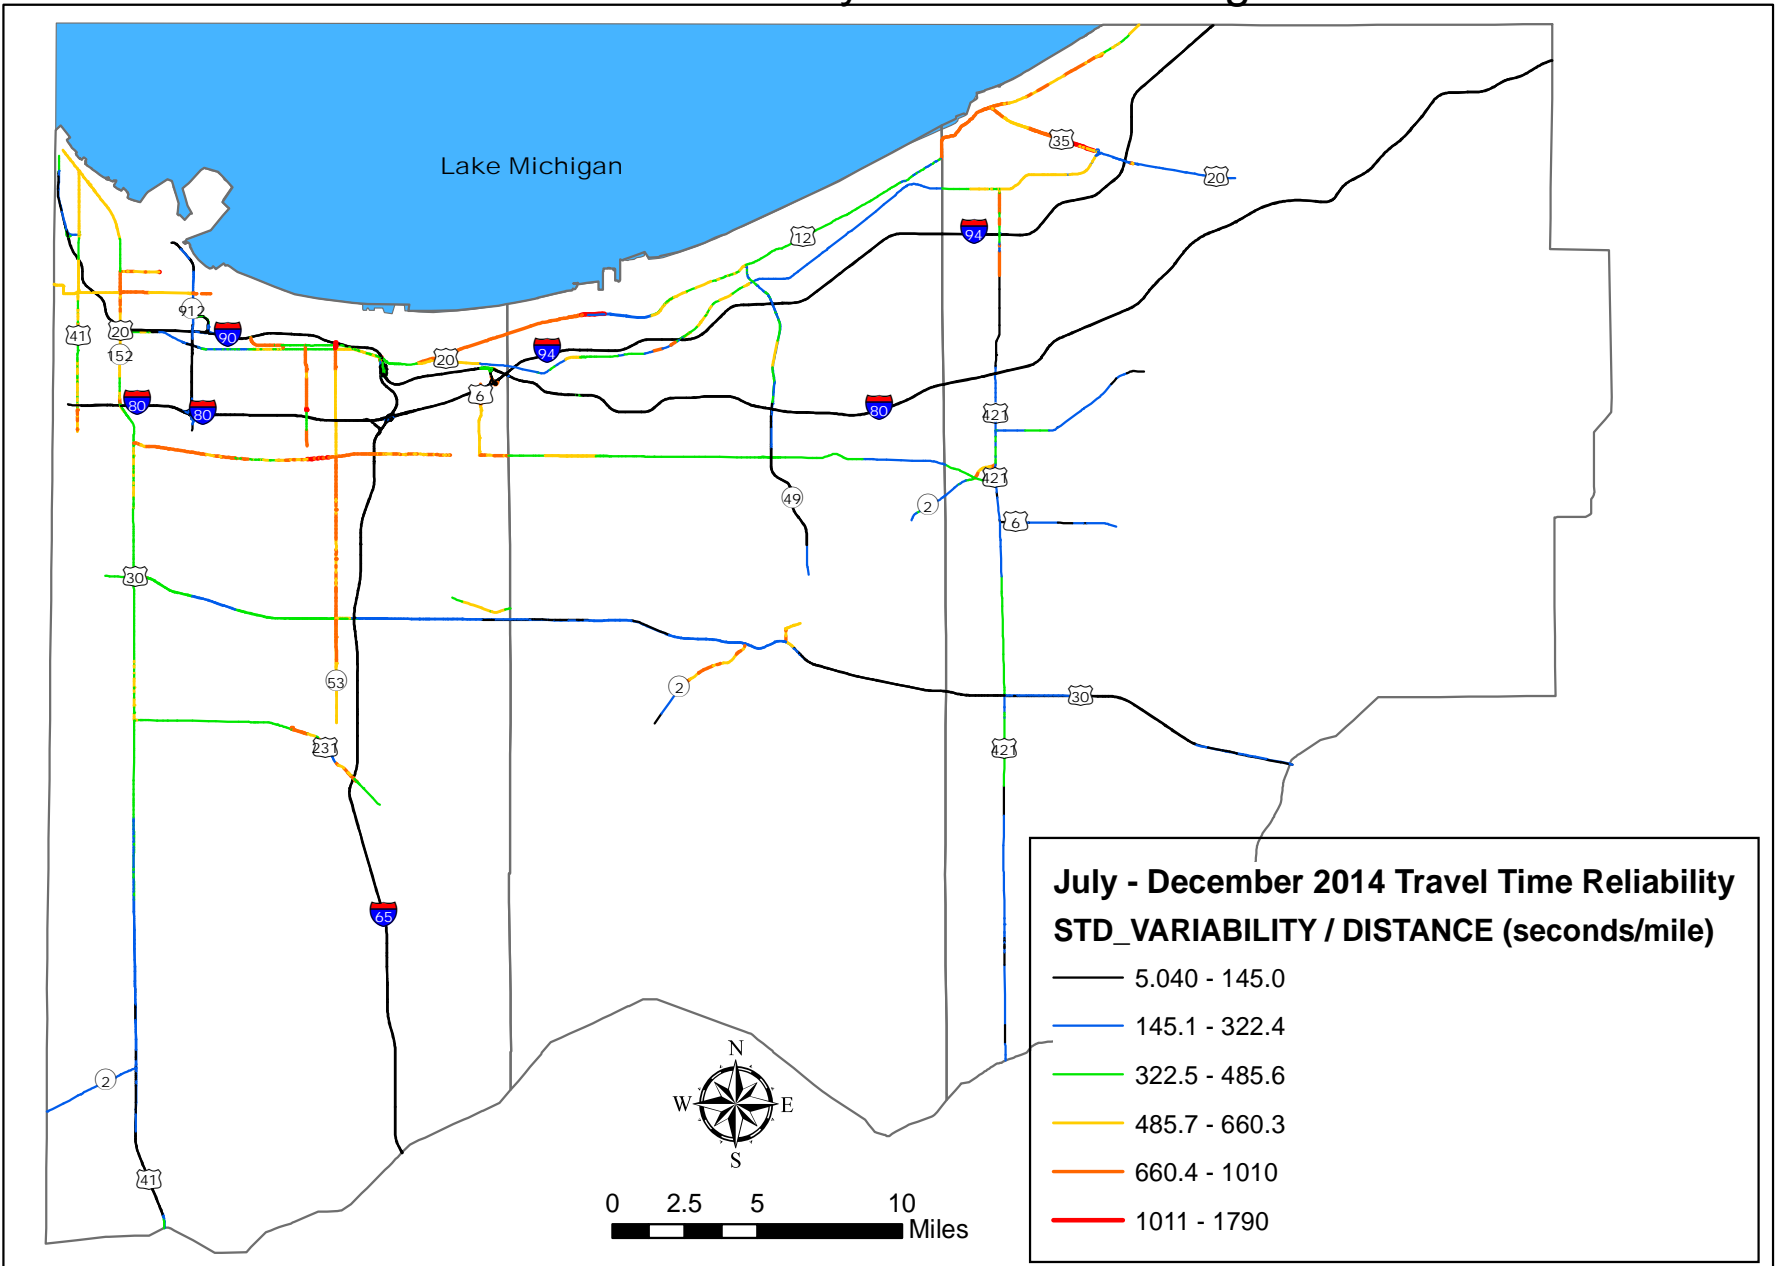 Lake Michigan
35
20
12
94
912
41
20
152
90
20
94
6
80
80
80
421
421
49
2
6
30
53
2
30
231
421
65
2
41
N
W
E
S
0 2.5 5 10
Miles
July - December 2014 Travel Time Reliability
STD_VARIABILITY / DISTANCE (seconds/mile)
5.040 - 145.0
145.1 - 322.4
322.5 - 485.6
485.7 - 660.3
660.4 - 1010
1011 - 1790